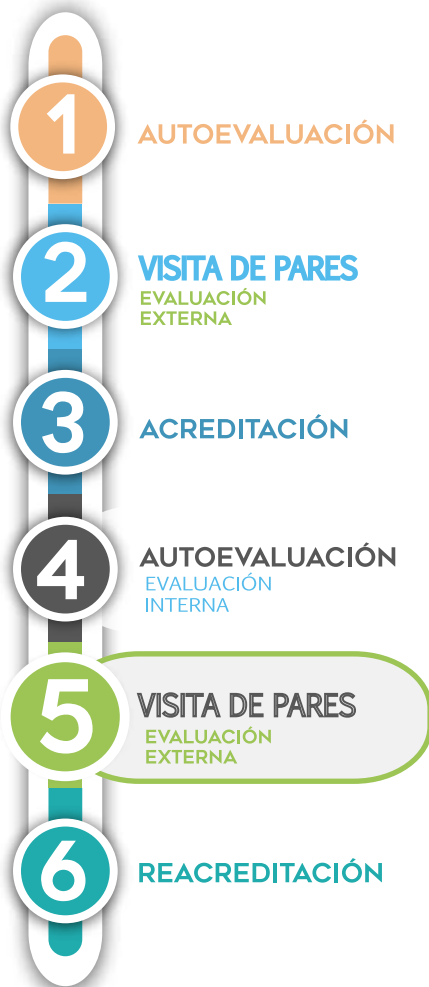 1
AUTOEVALUACIÓN
2
VISITA DE PARES
EVALUACIÓN
EXTERNA
3
ACREDITACIÓN
4
AUTOEVALUACIÓN
EVALUACIÓN
INTERNA
5
VISITA DE PARES
EVALUACIÓN
EXTERNA
6
REACREDITACIÓN